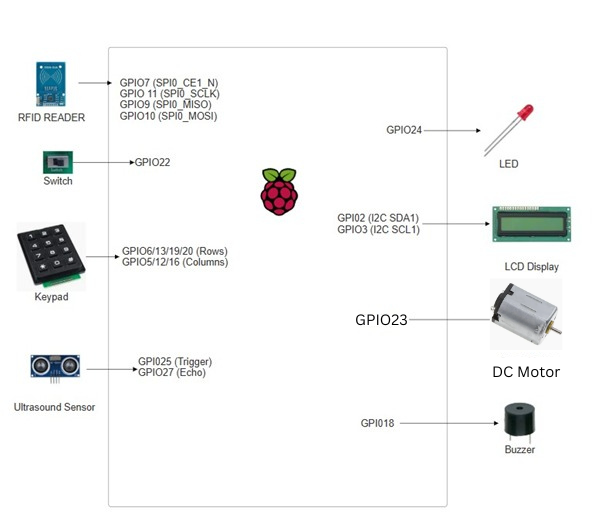 GPIO7 (SPI0_CE1_N)
GPIO 11 (SPI0_SCLK)
GPIO9 (SPI0_MISO)
GPIO10 (SPI0_MOSI)
RFID READER
GPIO22
Switch
GPIO6/13/19/20 (Rows)
GPIO5/12/16 (Columns)
Keypad
GPI025 (Trigger)
GPIO27 (Echo)
Ultrasound Sensor
GPIO24
LED
GPI02 (I2C SDA1)
GPIO3 (I2C SCL1)
LCD Display
GPIO23
DC Motor
GPI018
Buzzer